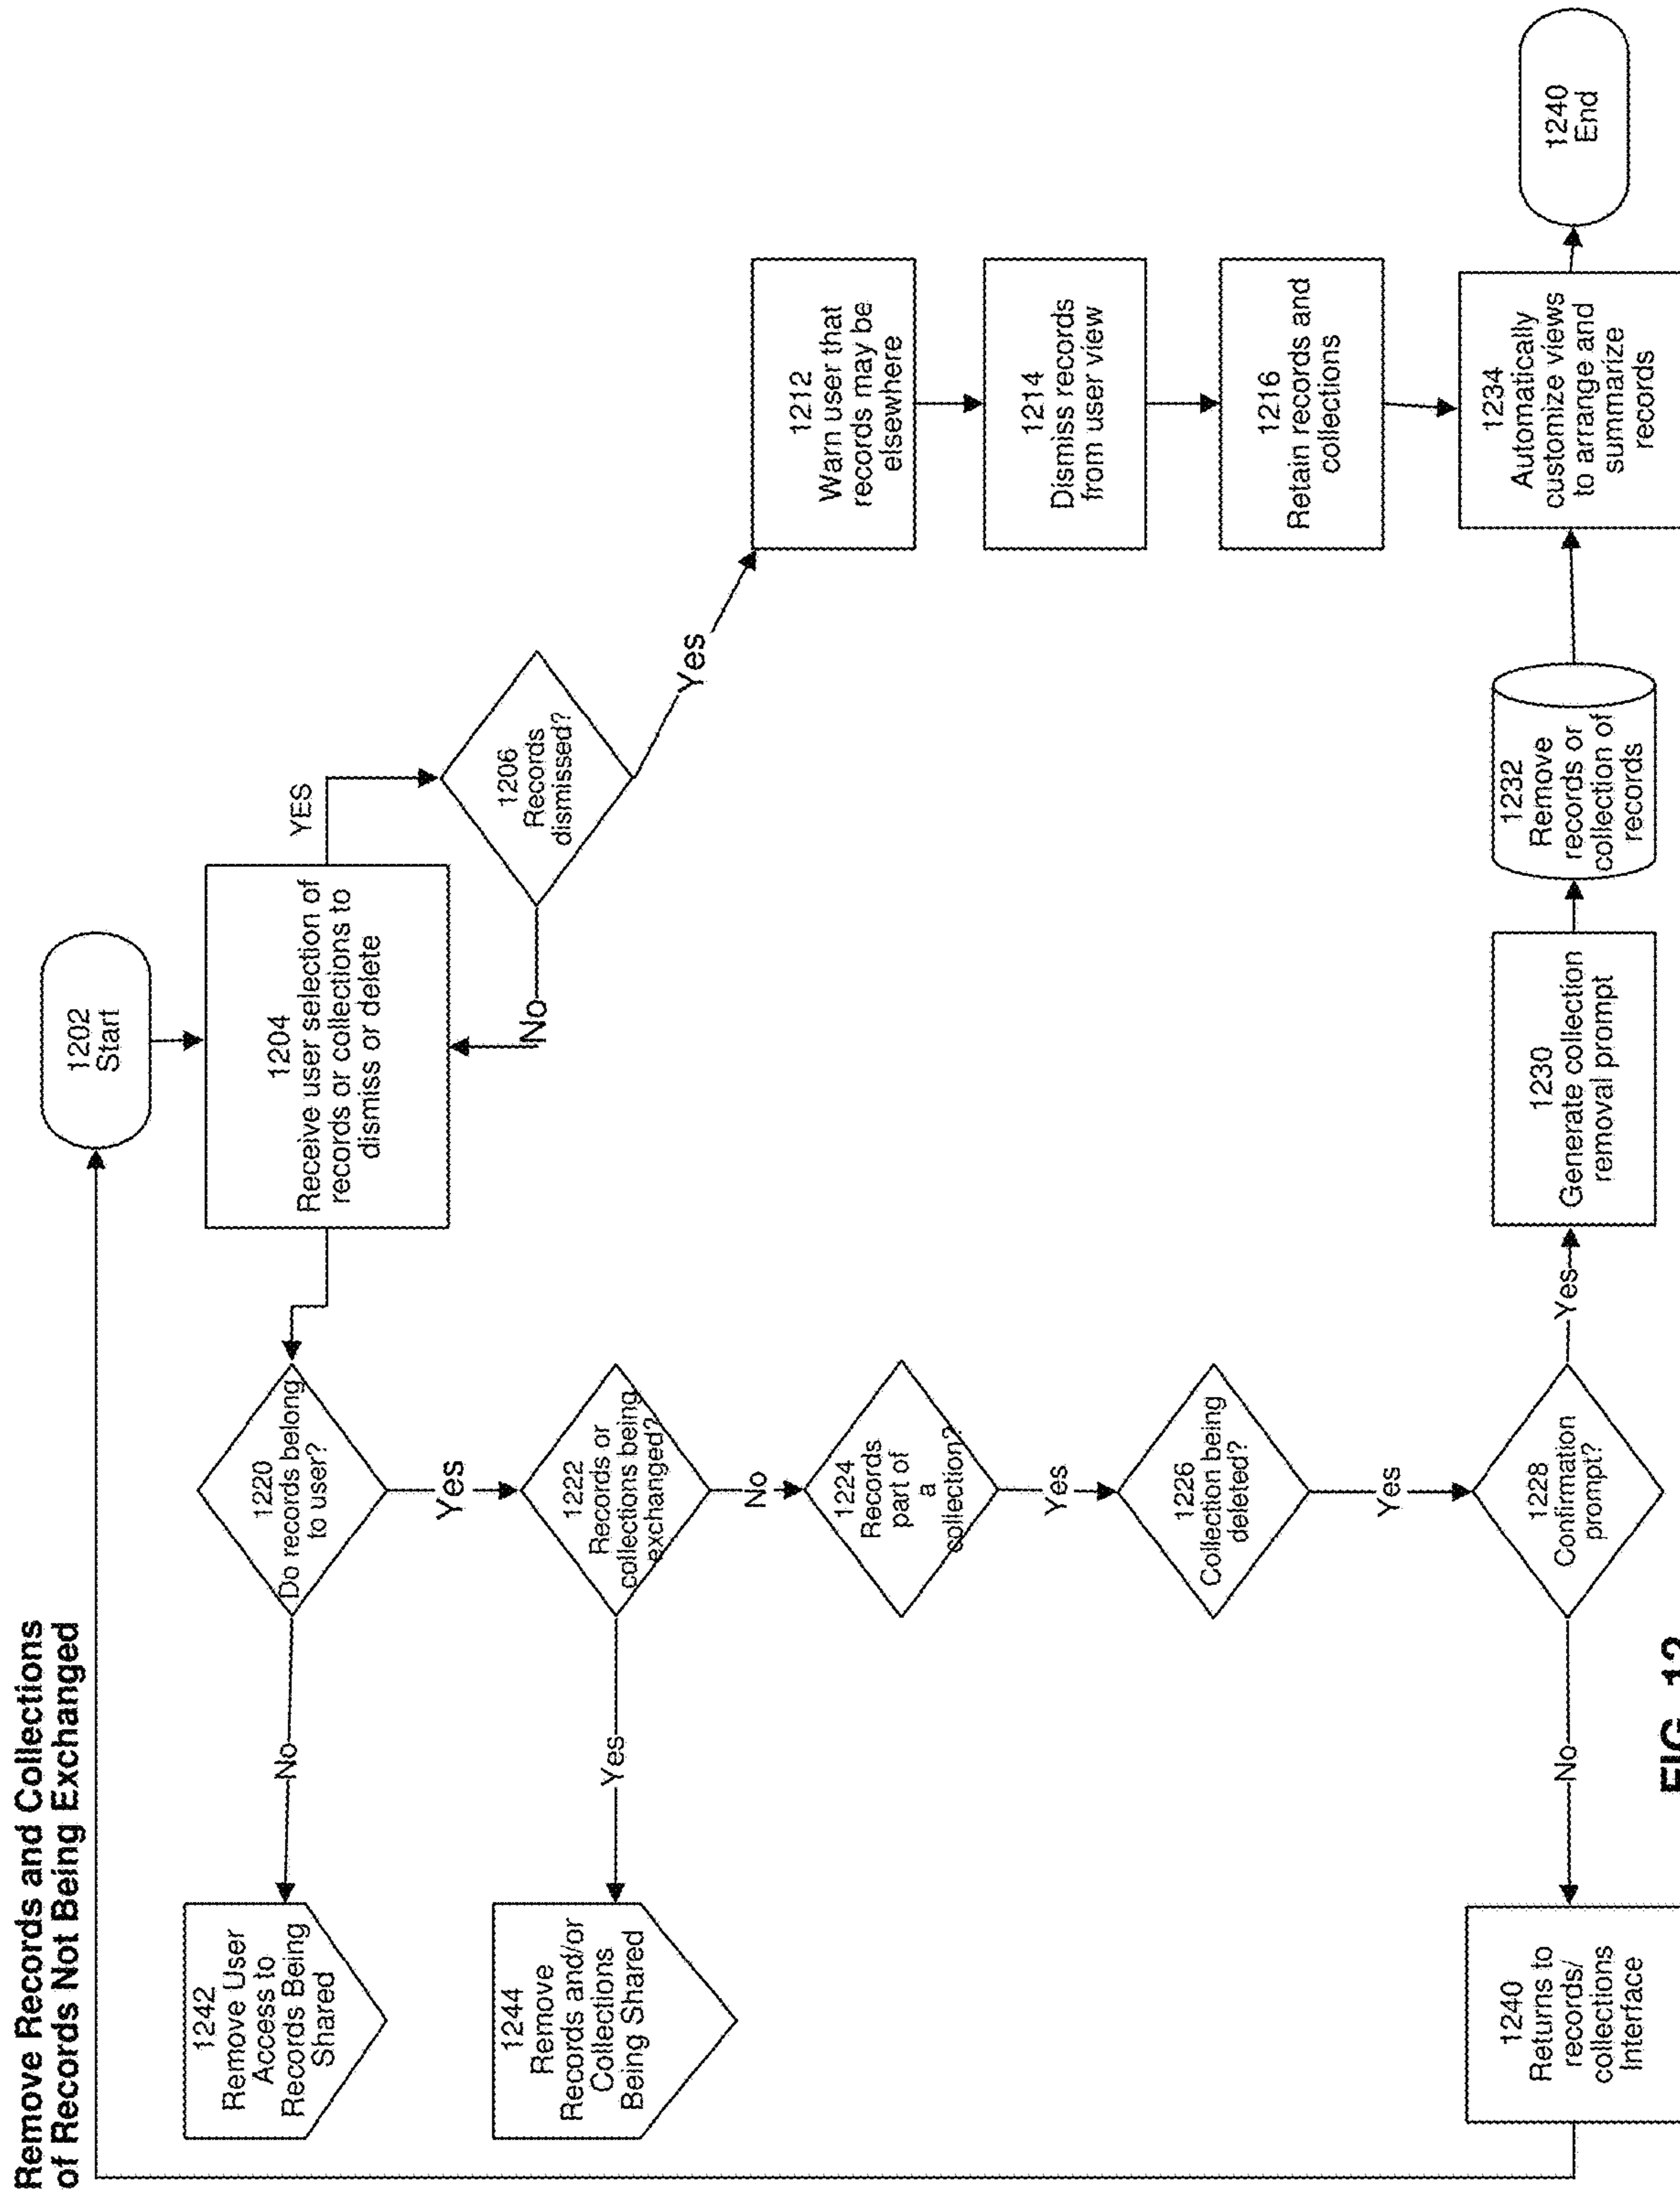 Remove Records and Collections
of Records Not Being Exchanged
1202
Start
1204
Receive user selection of
records or collections to
dismiss or delete
YES
1206
Records
dismissed?
No
Yes
1212
Warn user that
records may be
elsewhere
1214
Dismiss records
from user view
1216
Retain records and
collections
1220
Do records belong
to user?
No
1242
Remove User
Access to
Records Being
Shared
Yes
1222
Records or
collections being
exchanged?
Yes
1244
Remove
Records and/or
Collections
Being Shared
No
1224
Records
part of
a
collection?
Yes
1226
Collection being
deleted?
Yes
1228
Confirmation
prompt?
No
1240
Returns to
records/
collections
Interface
Yes
1230
Generate collection
removal prompt
1232
Remove
records or
collection of
records
1234
Automatically
customize views
to arrange and
summarize
records
1240
End
FIG. 12